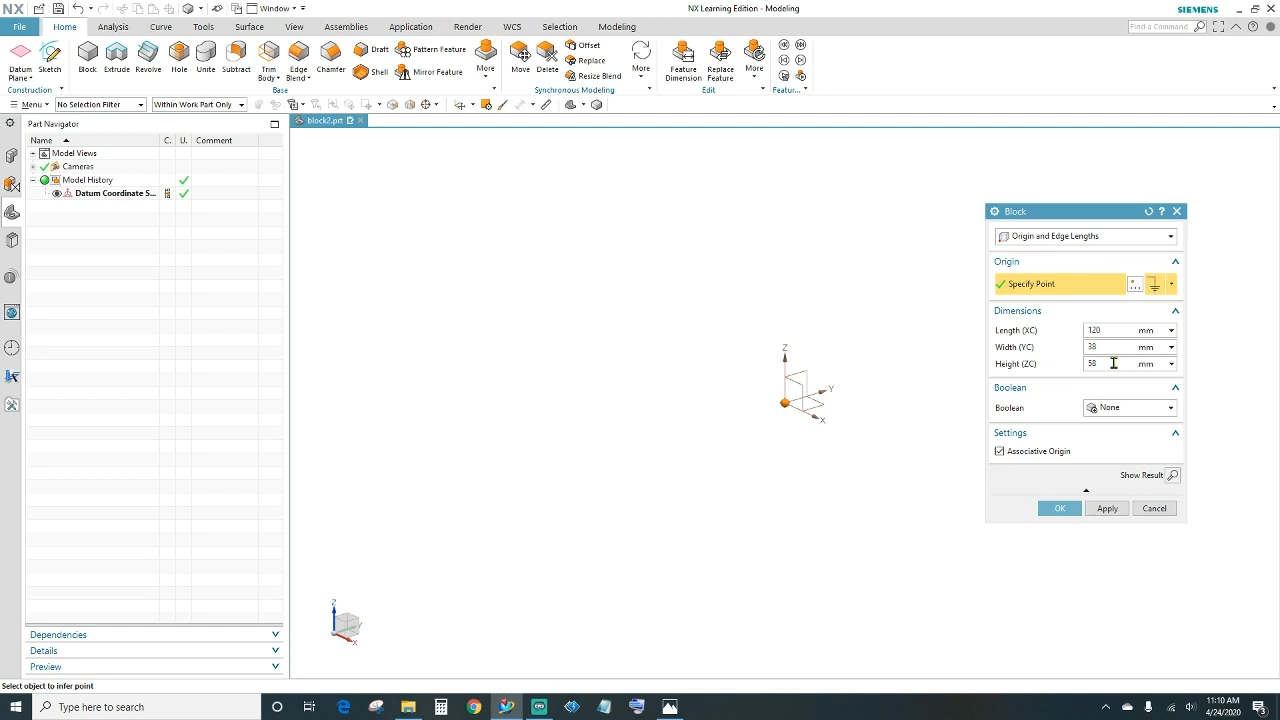 NX
Window
NX Learning Edition - Modeling
SIEMENS
File
Home
Analysis
Curve
Tools
Surface
View
Assemblies
Application
Render
WCS
Selection
Modeling
Find a Command
Datum Plane
Sketch
Block
Extrude
Revolve
Hole
Unite
Subtract
Trim Body
Edge Blend
Chamfer
Draft
Shell
Pattern Feature
Mirror Feature
More
Move
Delete
Offset
Replace
Resize Blend
More
Feature Dimension
Replace Feature
More
Construction
Base
Synchronous Modeling
Edit
Featur...
Menu
No Selection Filter
Within Work Part Only
Part Navigator
block2.prt
Name
C.
U.
Comment
Model Views
Cameras
Model History
Datum Coordinate S...
Block
Origin and Edge Lengths
Origin
Specify Point
Dimensions
Length (XC)
120
mm
Width (YC)
38
mm
Height (ZC)
58
mm
Boolean
Boolean
None
Settings
Associative Origin
Show Result
OK
Apply
Cancel
Z
Y
X
Z
Y
X
Dependencies
Details
Preview
Select object to infer point
Type here to search
11:10 AM
4/24/2020
3